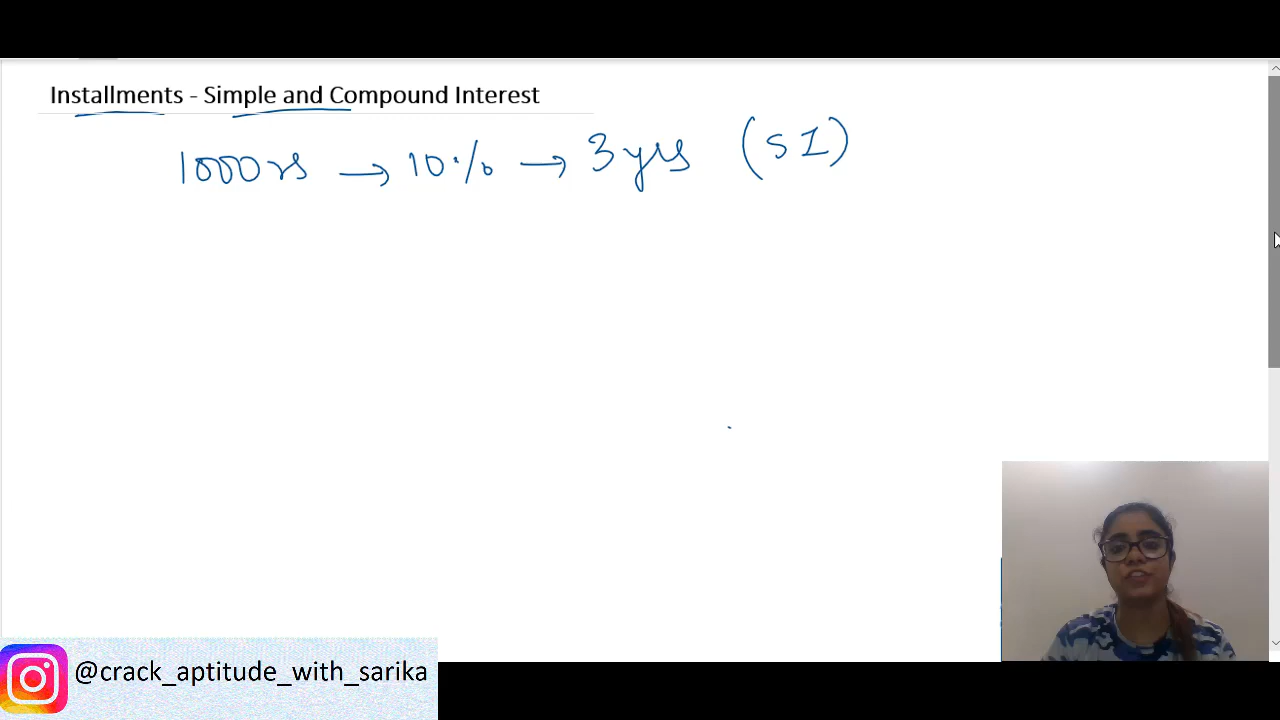 Installments - Simple and Compound Interest
1000rs → 10% → 3yrs (SI)
@crack_aptitude_with_sarika